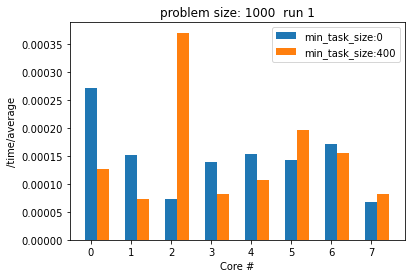 problem size: 1000  run 1
min_task_size:0
min_task_size:400
/time/average
0.00035
0.00030
0.00025
0.00020
0.00015
0.00010
0.00005
0.00000
0 1 2 3 4 5 6 7
Core #